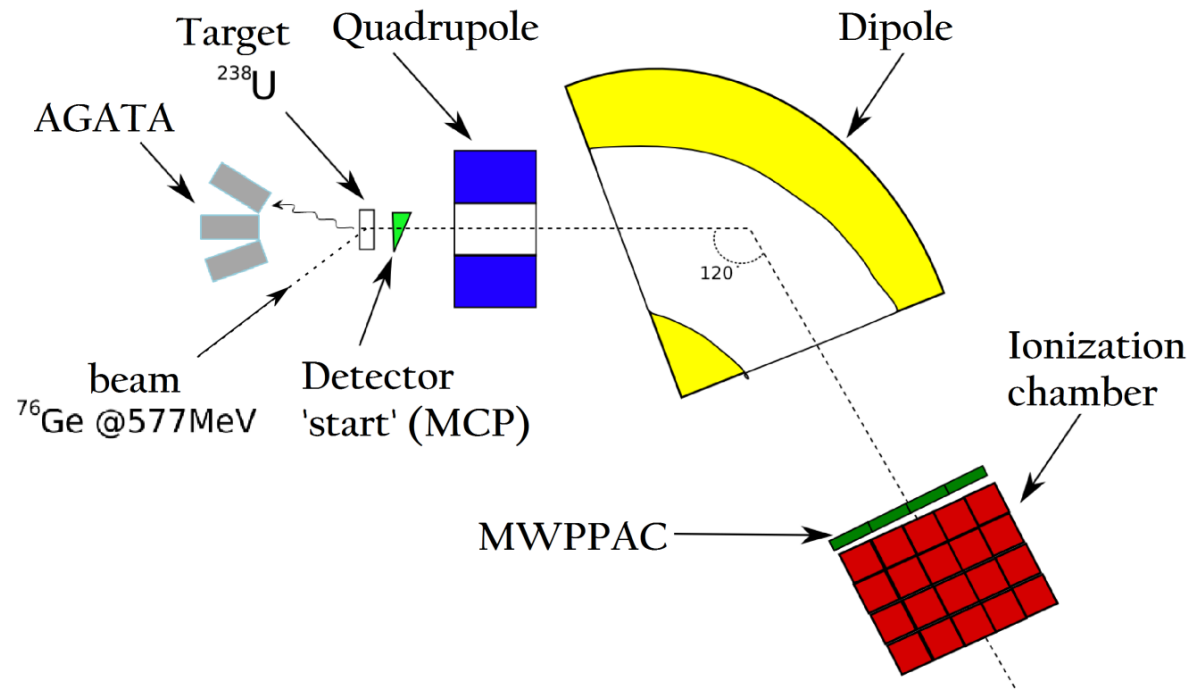 Target
²³⁸U
Quadrupole
Dipole
AGATA
120
beam
⁷⁶Ge @577MeV
Detector
'start' (MCP)
Ionization
chamber
MWPPAC